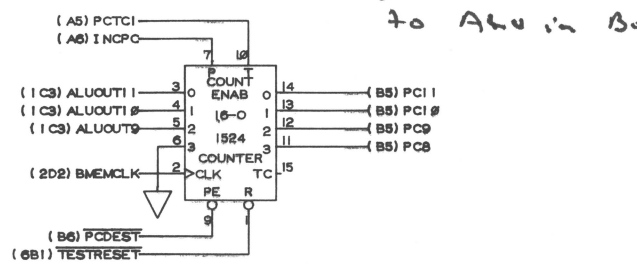 to in
(A5) PCTC1
(A6) INCPC
7 10
P T
COUNT
ENAB
(1C3) ALUOUT11 3 0 0 14 (B5) PC11
(1C3) ALUOUT10 4 1 16-0 1 13 (B5) PC10
(1C3) ALUOUT9 5 2 2 12 (B5) PC9
1524
6 3 3 11 (B5) PC8
COUNTER
(2D2) BMEMCLK 2 CLK TC 15
PE R
9 1
(B6) PCDEST
(6B1) TESTRESET